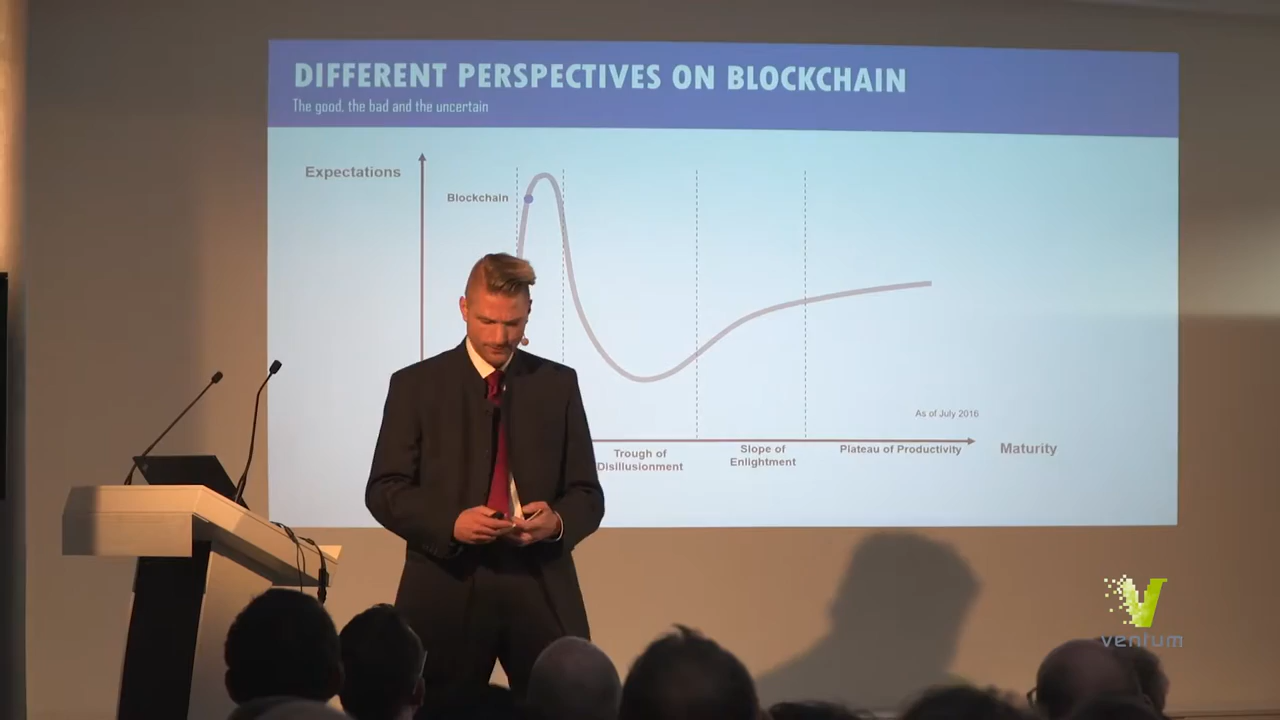 DIFFERENT PERSPECTIVES ON BLOCKCHAIN
The good, the bad and the uncertain
Expectations
Blockchain
As of July 2016
Trough of
Disillusionment
Slope of
Enlightment
Plateau of Productivity
Maturity
ventum